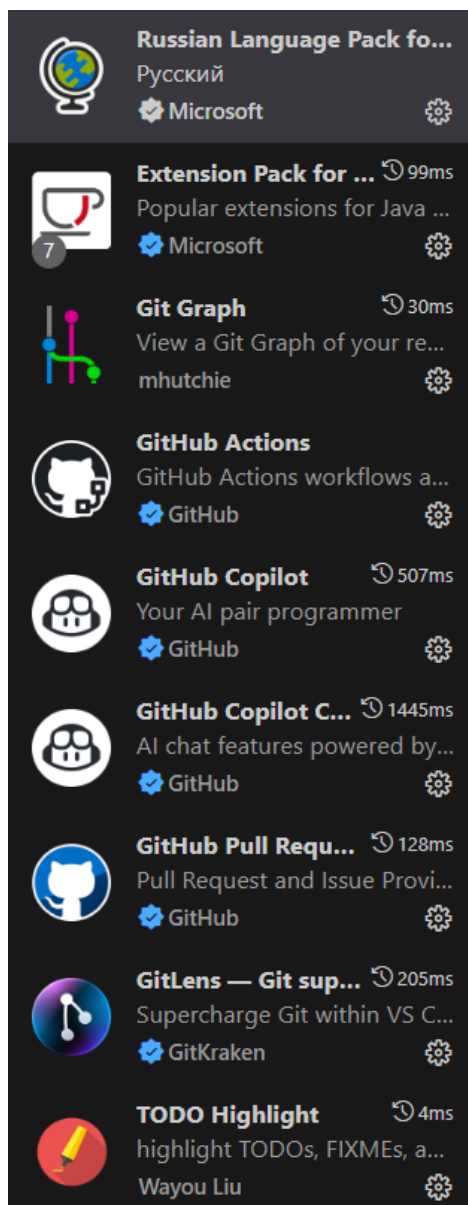 Russian Language Pack fo...
Русский
Microsoft
Extension Pack for ... 99ms
Popular extensions for Java ...
7
Microsoft
Git Graph 30ms
View a Git Graph of your re...
mhutchie
GitHub Actions
GitHub Actions workflows a...
GitHub
GitHub Copilot 507ms
Your AI pair programmer
GitHub
GitHub Copilot C... 1445ms
AI chat features powered by...
GitHub
GitHub Pull Requ... 128ms
Pull Request and Issue Provi...
GitHub
GitLens — Git sup... 205ms
Supercharge Git within VS C...
GitKraken
TODO Highlight 4ms
highlight TODOs, FIXMEs, a...
Wayou Liu